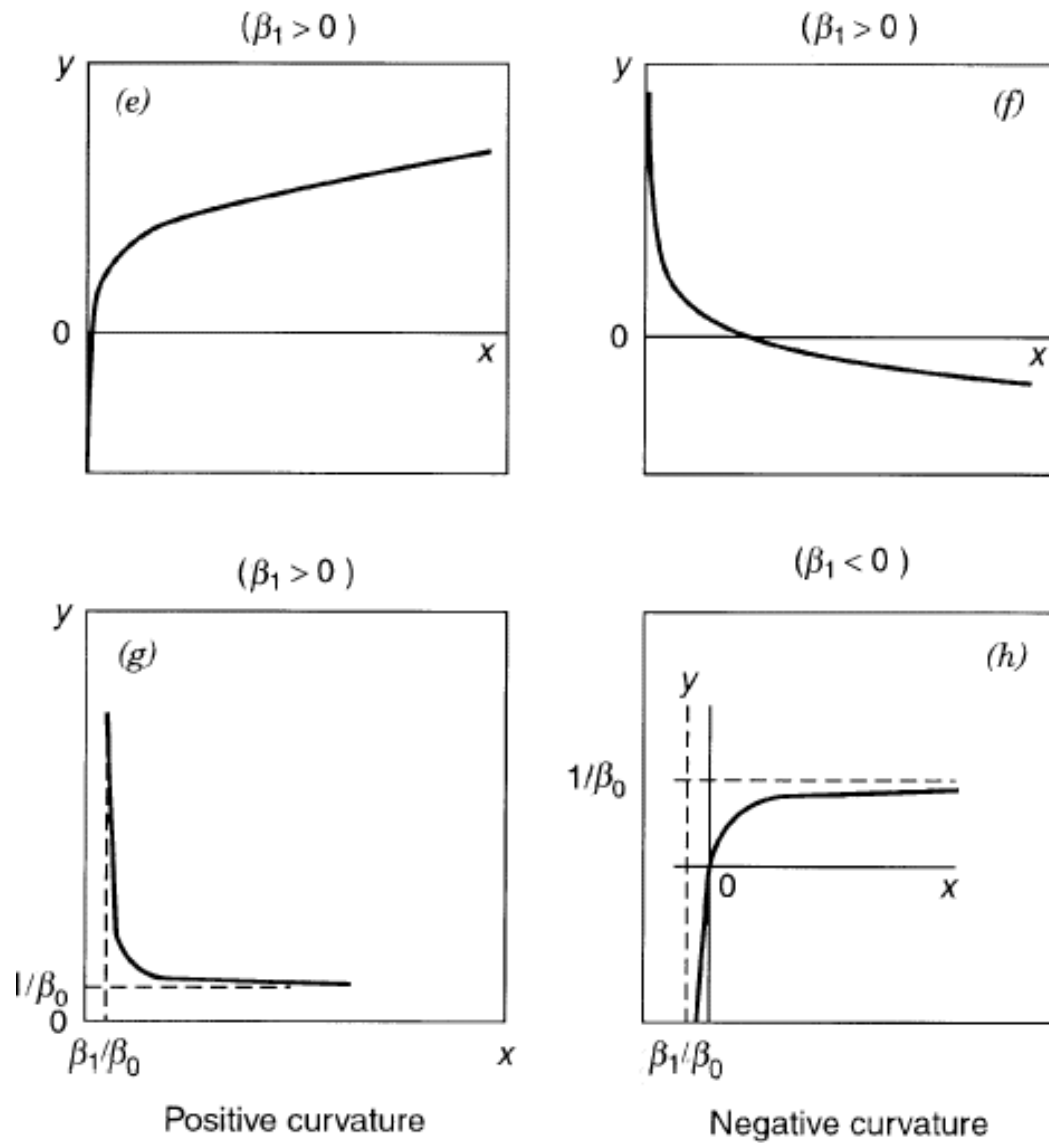 (β₁ > 0 )
y
(e)
0
x
(β₁ > 0 )
y
(f)
0
x
(β₁ > 0 )
y
(g)
1/β₀
0
β₁/β₀
x
Positive curvature
(β₁ < 0 )
(h)
y
1/β₀
0
x
β₁/β₀
Negative curvature